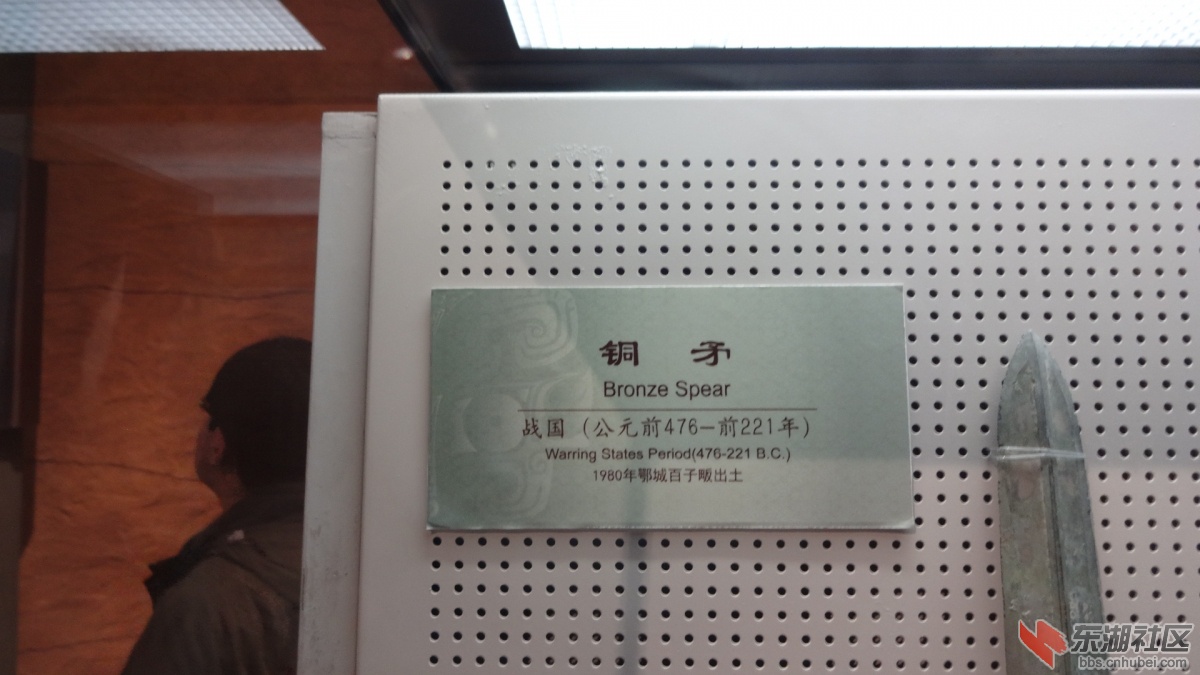 铜 矛
Bronze Spear
战国（公元前476—前221年）
Warring States Period(476-221 B.C.)
1980年鄂城百子畈出土
东湖社区
bbs.cnhubei.com